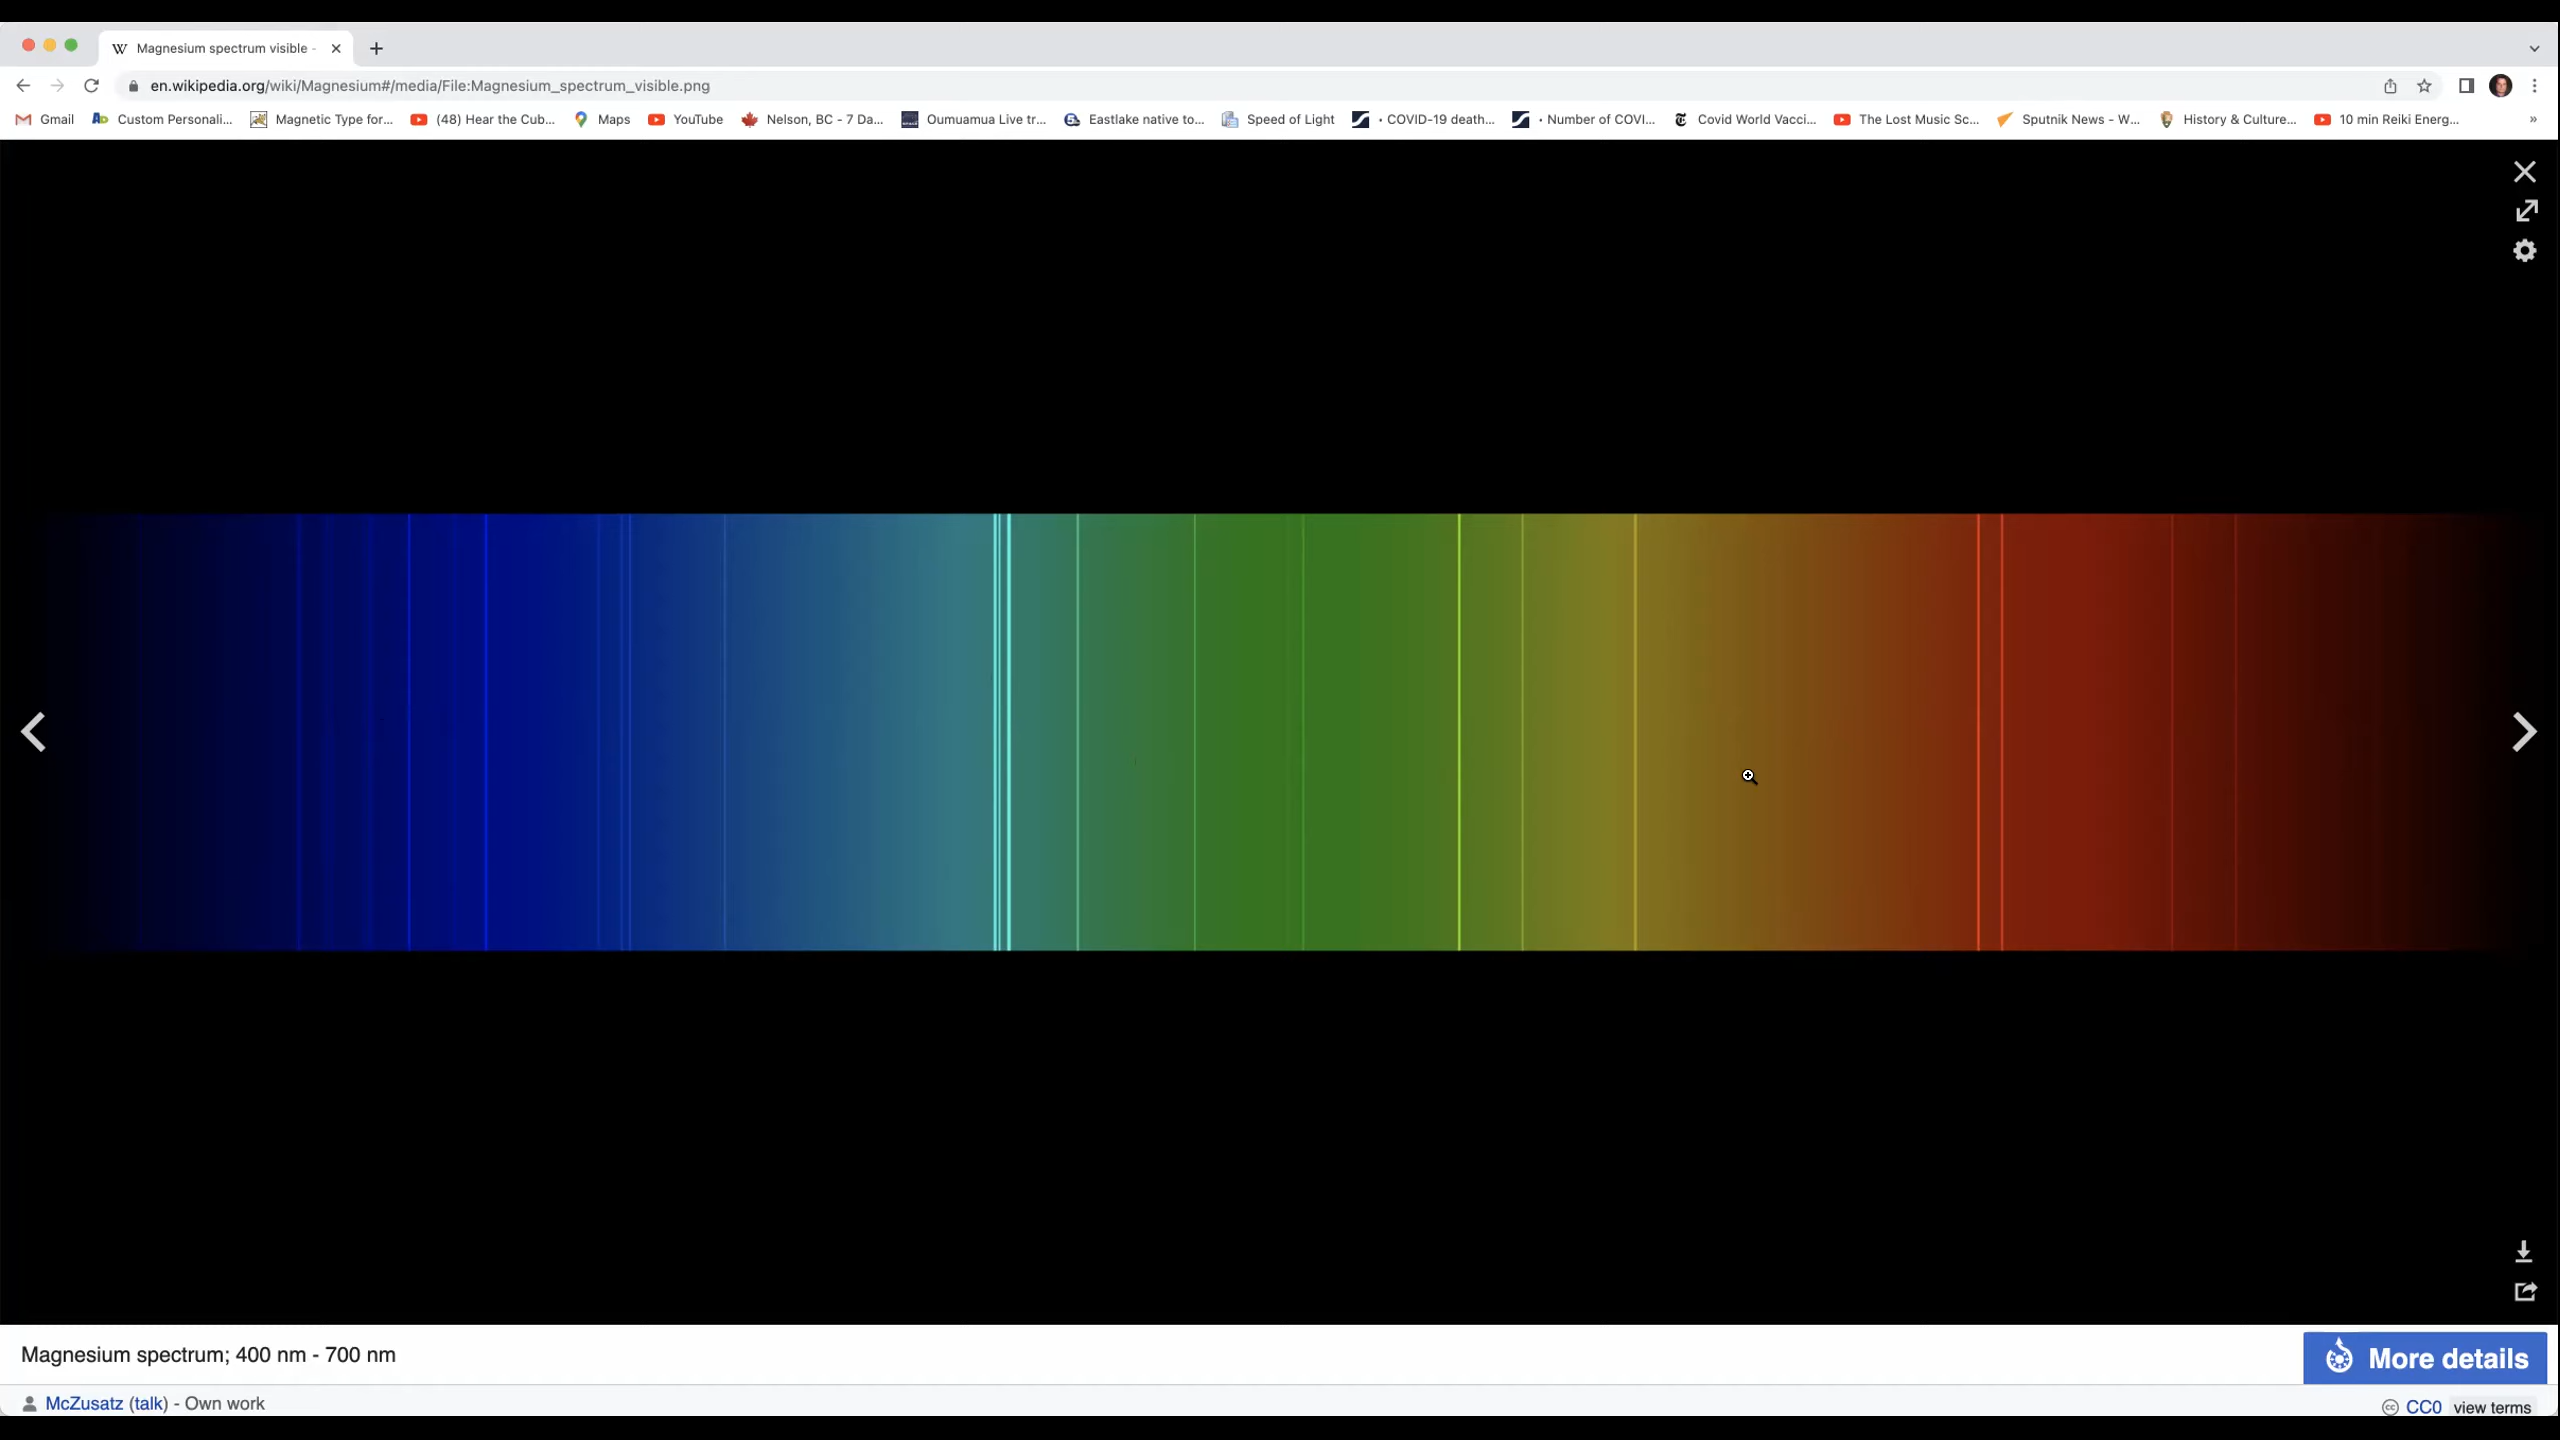 Magnesium spectrum visible -
en.wikipedia.org/wiki/Magnesium#/media/File:Magnesium_spectrum_visible.png
Gmail Custom Personali... Magnetic Type for... (48) Hear the Cub... Maps YouTube Nelson, BC - 7 Da... Oumuamua Live tr... Eastlake native to... Speed of Light • COVID-19 death... • Number of COVI... Covid World Vacci... The Lost Music Sc... Sputnik News - W... History & Culture... 10 min Reiki Energ... »
Magnesium spectrum; 400 nm - 700 nm
More details
McZusatz (talk) - Own work
CC0 view terms